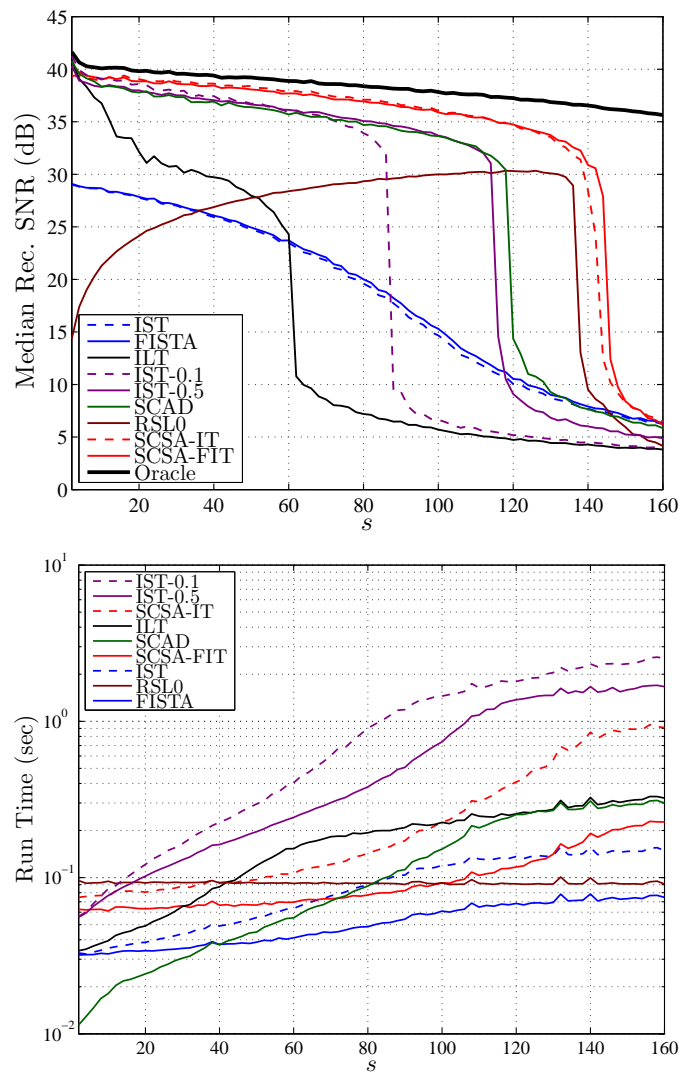 45
40
35
30
25
20
15
10
5
0
Median Rec. SNR (dB)
IST
FISTA
ILT
IST-0.1
IST-0.5
SCAD
RSL0
SCSA-IT
SCSA-FIT
Oracle
20 40 60 80 100 120 140 160
s
10^1
10^0
10^-1
10^-2
Run Time (sec)
IST-0.1
IST-0.5
SCSA-IT
ILT
SCAD
SCSA-FIT
IST
RSL0
FISTA
20 40 60 80 100 120 140 160
s